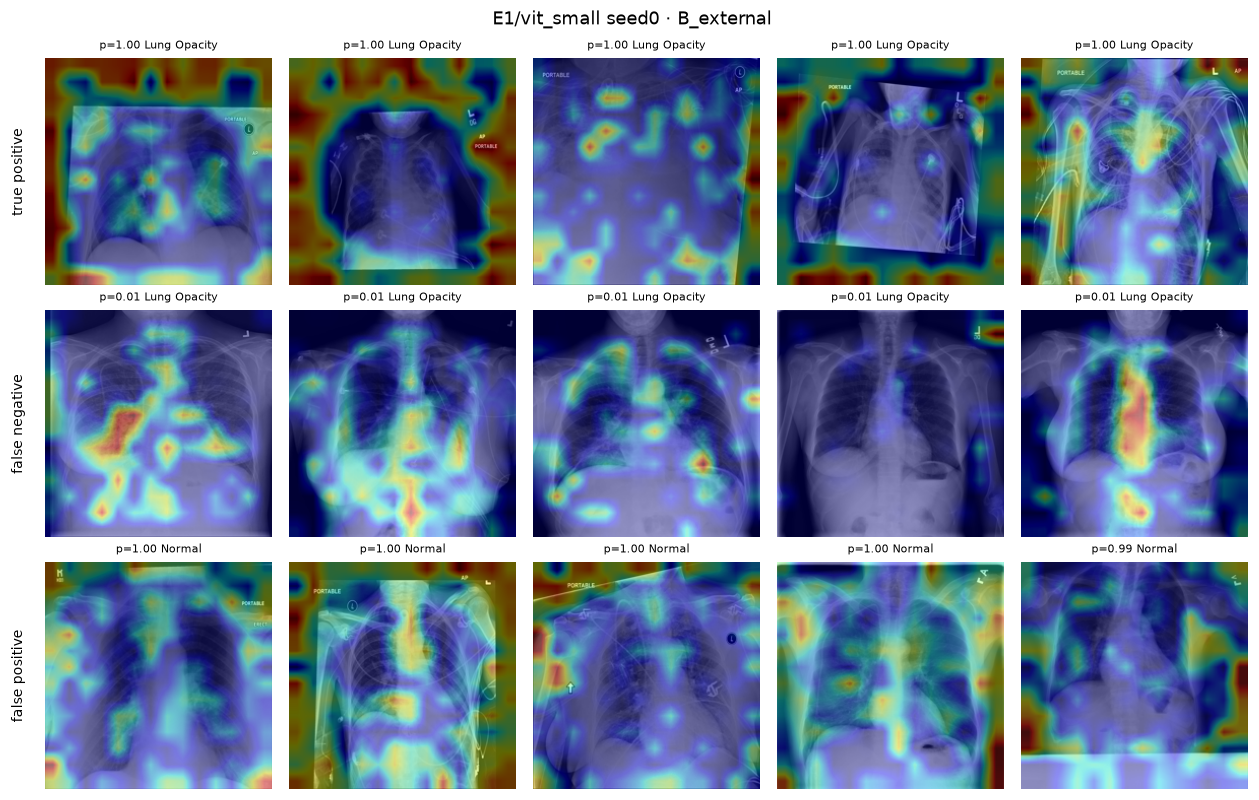 E1/vit_small seed0 · B_external
p=1.00 Lung Opacity
p=1.00 Lung Opacity
p=1.00 Lung Opacity
p=1.00 Lung Opacity
p=1.00 Lung Opacity
true positive
PORTABLE
L
L
AP
PORTABLE
PORTABLE
L
AP
PORTABLE
L
PORTABLE
L
AP
p=0.01 Lung Opacity
p=0.01 Lung Opacity
p=0.01 Lung Opacity
p=0.01 Lung Opacity
p=0.01 Lung Opacity
false negative
L
L
p=1.00 Normal
p=1.00 Normal
p=1.00 Normal
p=1.00 Normal
p=0.99 Normal
false positive
PORTABLE
PORTABLE
L
AP
PORTABLE
L